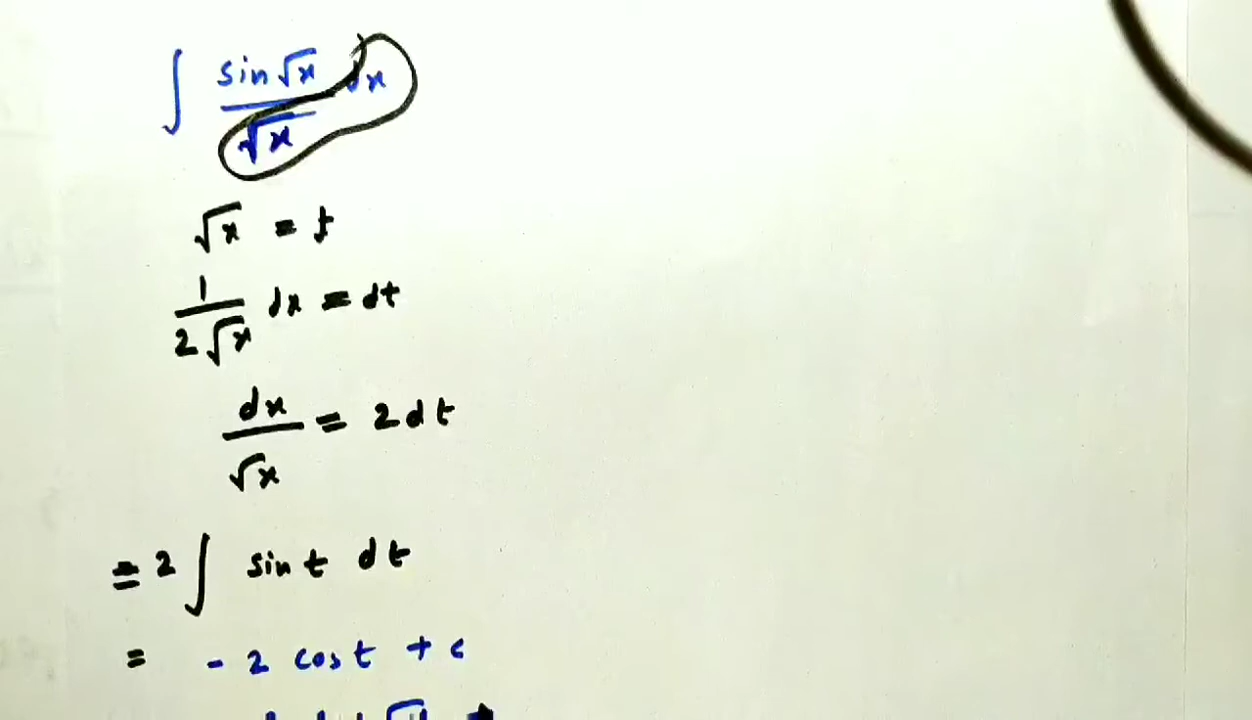 ∫ sin√x / √x dx
√x = t
1 / 2√x dx = dt
dx / √x = 2dt
= 2 ∫ sin t dt
= - 2 cos t + c